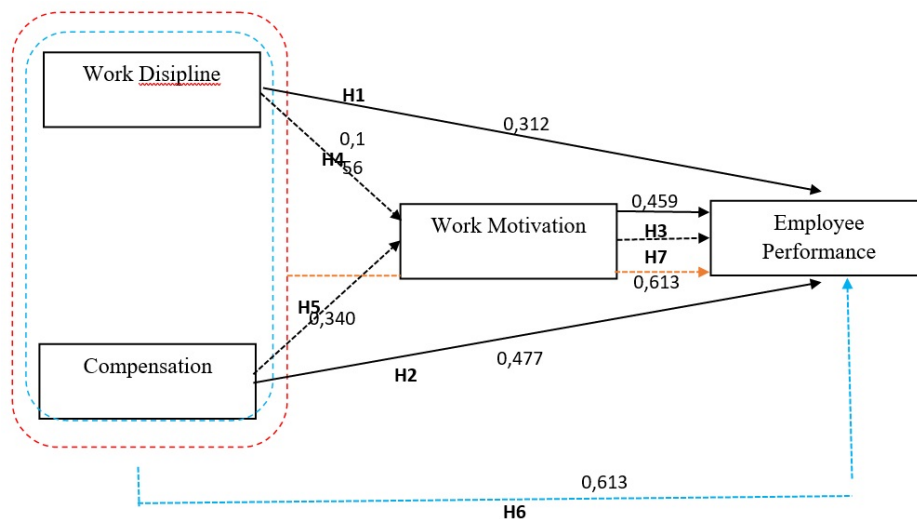 Work Disipline
H1
0,312
0,1
H4
56
Work Motivation
0,459
H3
H7
0,613
Employee
Performance
H5
0,340
Compensation
H2
0,477
0,613
H6